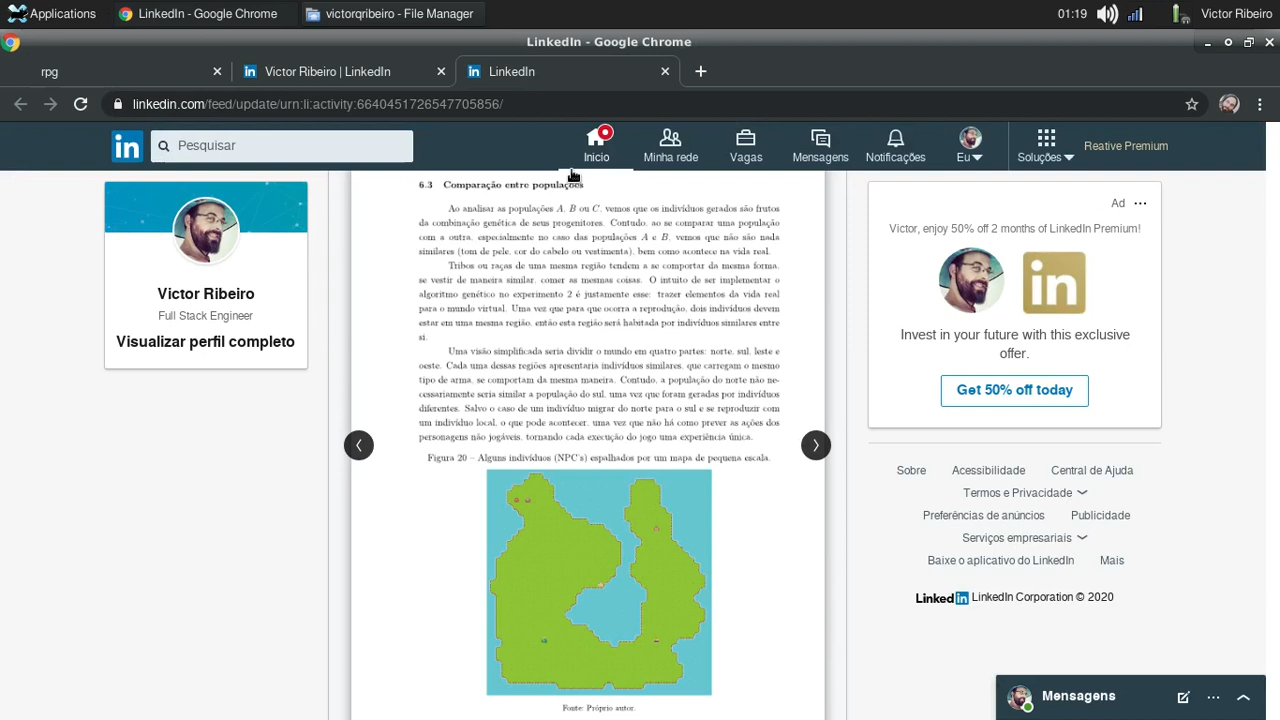 Applications
LinkedIn - Google Chrome
victorqribeiro - File Manager
01:19
Victor Ribeiro
LinkedIn - Google Chrome
rpg
Victor Ribeiro | LinkedIn
LinkedIn
linkedin.com/feed/update/urn:li:activity:6640451726547705856/
in
Pesquisar
Início
Minha rede
Vagas
Mensagens
Notificações
Eu
Soluções
Reative Premium
Victor Ribeiro
Full Stack Engineer
Visualizar perfil completo
6.3 Comparação entre populações
Ao analisar as populações A, B ou C, vemos que os indivíduos gerados são frutos
da combinação genética de seus progenitores. Contudo, ao se comparar uma população
com a outra, especialmente no caso das populações A e B, vemos que não são nada
similares (tom de pele, cor do cabelo ou vestimenta), bem como acontece na vida real.
Tribos ou raças de uma mesma região tendem a se comportar da mesma forma,
se vestir de maneira similar, comer as mesmas coisas. O intuito de ser implementar o
algoritmo genético no experimento 2 é justamente esse: trazer elementos da vida real
para o mundo virtual. Uma vez que para que ocorra a reprodução, dois indivíduos devem
estar em uma mesma região, então esta região será habitada por indivíduos similares entre
si.
Uma visão simplificada seria dividir o mundo em quatro partes: norte, sul, leste e
oeste. Cada uma dessas regiões apresentaria indivíduos similares, que carregam o mesmo
tipo de arma, se comportam da mesma maneira. Contudo, a população do norte não ne-
cessariamente seria similar a população do sul, uma vez que foram geradas por indivíduos
diferentes. Salvo o caso de um indivíduo migrar do norte para o sul e se reproduzir com
um indivíduo local, o que pode acontecer, uma vez que não há como prever as ações dos
personagens não jogáveis, tornando cada execução do jogo uma experiência única.
Figura 20 – Alguns indivíduos (NPC's) espalhados por um mapa de pequena escala.
Fonte: Próprio autor.
Ad
Victor, enjoy 50% off 2 months of LinkedIn Premium!
in
Invest in your future with this exclusive
offer.
Get 50% off today
Sobre
Acessibilidade
Central de Ajuda
Termos e Privacidade
Preferências de anúncios
Publicidade
Serviços empresariais
Baixe o aplicativo do LinkedIn
Mais
Linked in LinkedIn Corporation © 2020
Mensagens